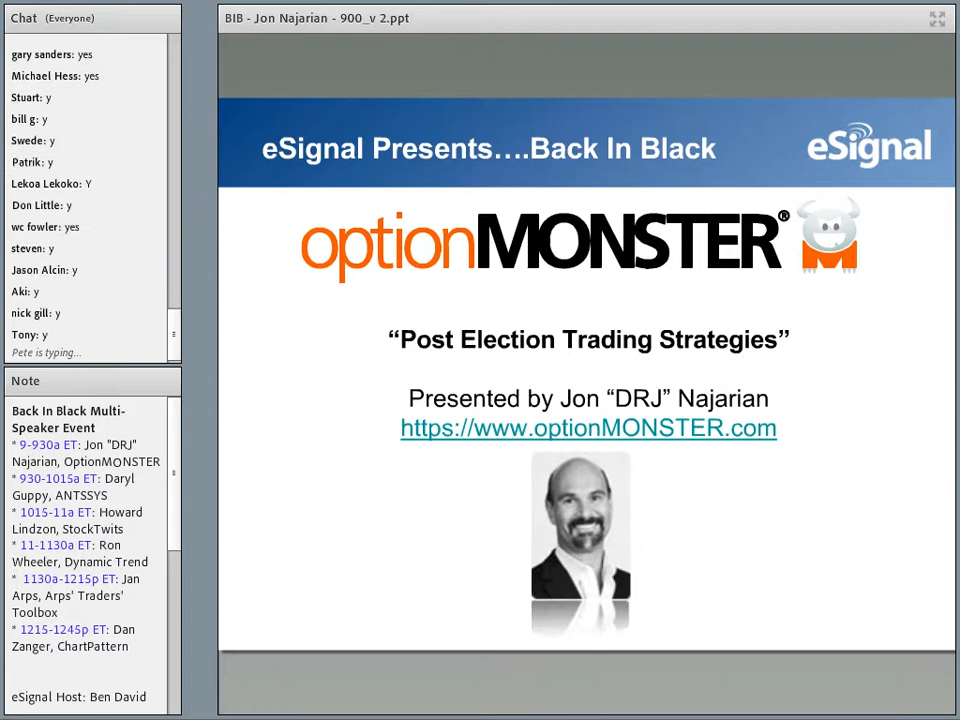 Chat (Everyone)
gary sanders: yes
Michael Hess: yes
Stuart: y
bill g: y
Swede: y
Patrik: y
Lekoa Lekoko: Y
Don Little: y
wc fowler: yes
steven: y
Jason Alcin: y
Aki: y
nick gill: y
Tony: y
Pete is typing...
Note
Back In Black Multi-
Speaker Event
* 9-930a ET: Jon "DRJ"
Najarian, OptionMONSTER
* 930-1015a ET: Daryl
Guppy, ANTSSYS
* 1015-11a ET: Howard
Lindzon, StockTwits
* 11-1130a ET: Ron
Wheeler, Dynamic Trend
* 1130a-1215p ET: Jan
Arps, Arps' Traders'
Toolbox
* 1215-1245p ET: Dan
Zanger, ChartPattern
eSignal Host: Ben David
BIB - Jon Najarian - 900_v 2.ppt
eSignal Presents....Back In Black
eSignal
optionMONSTER®
“Post Election Trading Strategies”
Presented by Jon “DRJ” Najarian
https://www.optionMONSTER.com